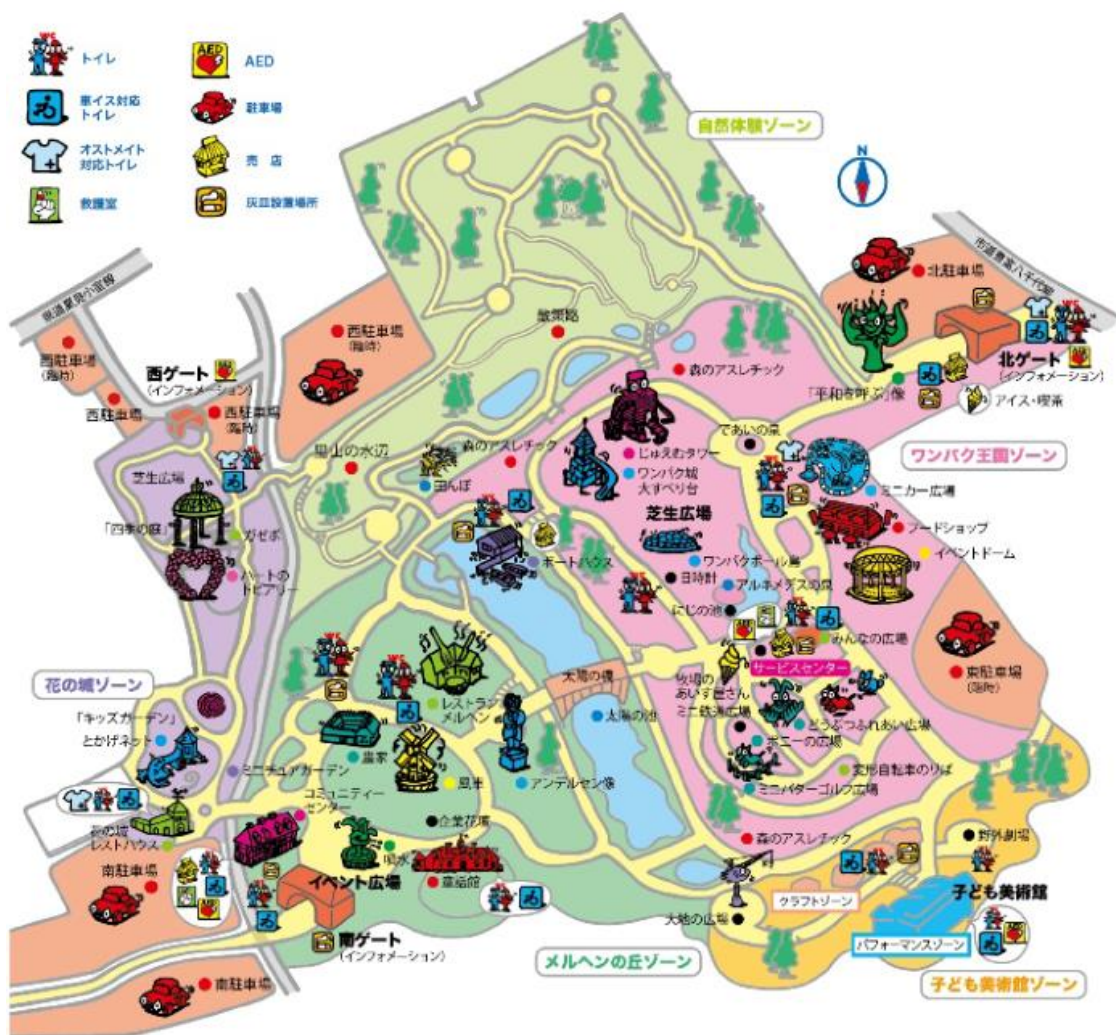 トイレ
AED
車イス対応
トイレ
駐車場
オストメイト
対応トイレ
売店
救護室
灰皿設置場所
自然体験ゾーン
N
市道豊富八千代線
北駐車場
北ゲート
(インフォメーション)
「平和を呼ぶ」像
アイス・喫茶
西駐車場
(臨時)
西ゲート
(インフォメーション)
西駐車場
西駐車場
(臨時)
西駐車場
(臨時)
散策路
森のアスレチック
里山の水辺
森のアスレチック
田んぼ
じゅえむタワー
ワンパク城
大すべり台
であいの泉
ワンパク王国ゾーン
ミニカー広場
フードショップ
イベントドーム
芝生広場
「四季の庭」
ガゼボ
ハートの
トピアリー
ボートハウス
芝生広場
ワンパクボール島
日時計
アルキメデスの泉
にじの池
みんなの広場
サービスセンター
東駐車場
(臨時)
花の城ゾーン
「キッズガーデン」
とかげネット
ミニチュアガーデン
農家
レストラン
メルヘン
風車
アンデルセン像
太陽の橋
太陽の池
牧場の
あいす屋さん
ミニ鉄道広場
どうぶつふれあい広場
ポニーの広場
変形自転車のりば
ミニパターゴルフ広場
花の城
レストハウス
コミュニティー
センター
企業花壇
童話館
イベント広場
南駐車場
南ゲート
(インフォメーション)
南駐車場
森のアスレチック
大地の広場
クラフトゾーン
野外劇場
子ども美術館
パフォーマンスゾーン
メルヘンの丘ゾーン
子ども美術館ゾーン